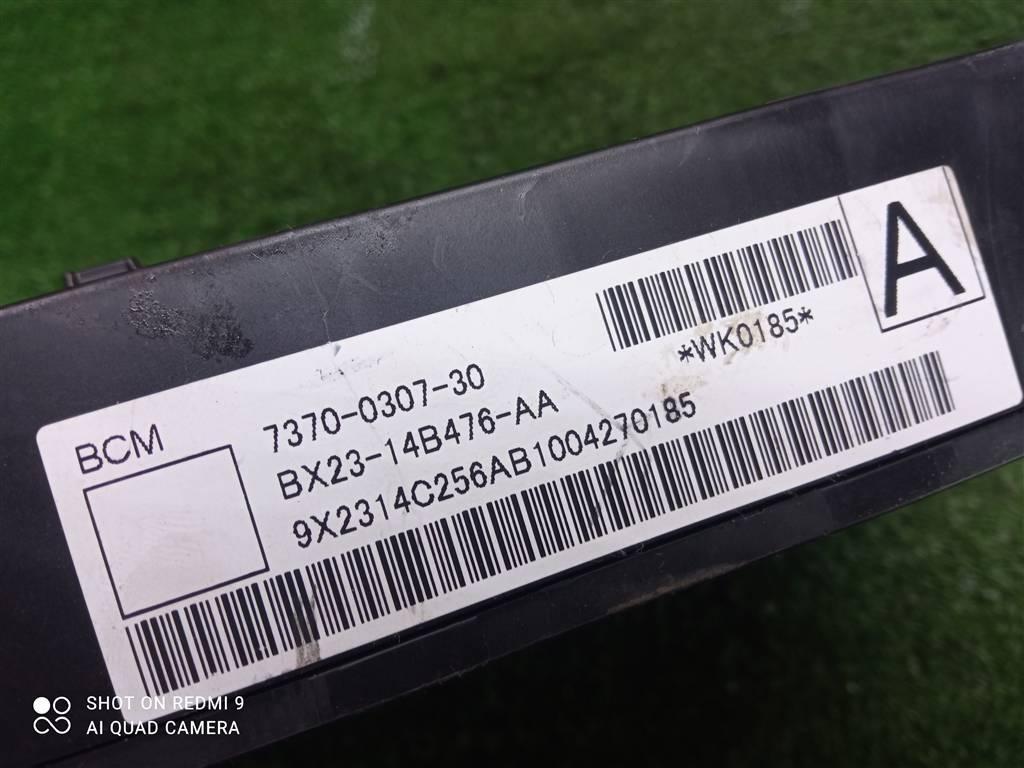 BCM
7370-0307-30
BX23-14B476-AA
9X2314C256AB1004270185
*WK0185*
A
SHOT ON REDMI 9
AI QUAD CAMERA